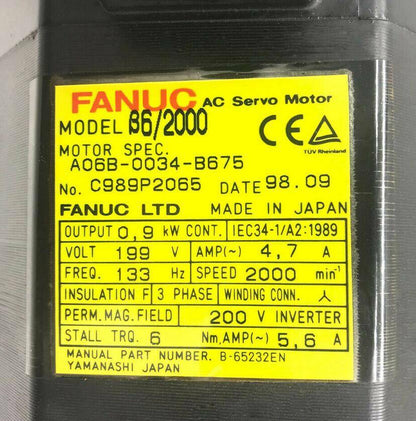 FANUC AC Servo Motor
MODEL β6/2000
MOTOR SPEC.
A06B-0034-B675
CE TÜV Rheinland
No. C989P2065 DATE 98.09
FANUC LTD MADE IN JAPAN
OUTPUT 0,9 kW CONT. IEC34-1/A2:1989
VOLT 199 V AMP(~) 4,7 A
FREQ. 133 Hz SPEED 2000 min⁻¹
INSULATION F 3 PHASE WINDING CONN. 人
PERM. MAG. FIELD 200 V INVERTER
STALL TRQ. 6 Nm, AMP(~) 5,6 A
MANUAL PART NUMBER. B-65232EN
YAMANASHI JAPAN